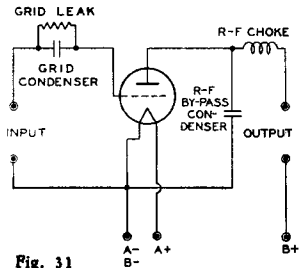 GRID LEAK
GRID
CONDENSER
R-F CHOKE
R-F
BY-PASS
CON-
DENSER
INPUT
OUTPUT
A-
B-
A+
B+
Fig. 31